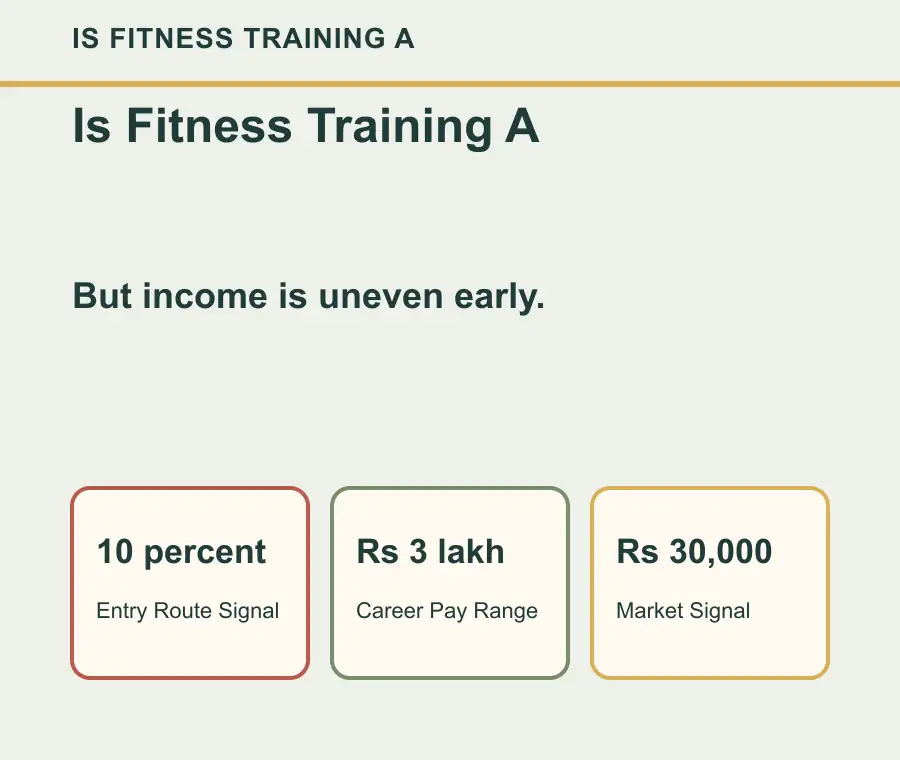 IS FITNESS TRAINING A
Is Fitness Training A
But income is uneven early.
10 percent
Entry Route Signal
Rs 3 lakh
Career Pay Range
Rs 30,000
Market Signal